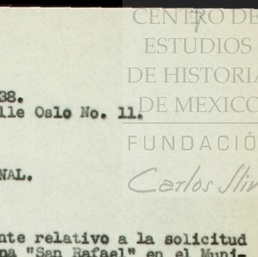 CENTRO DE
ESTUDIOS
DE HISTORIA
DE MEXICO
FUNDACIÓ
Carlos Sli
38.
lle Oslo No. 11.
NAL.
nte relativo a la solicitud
na "San Rafael" en el Muni-